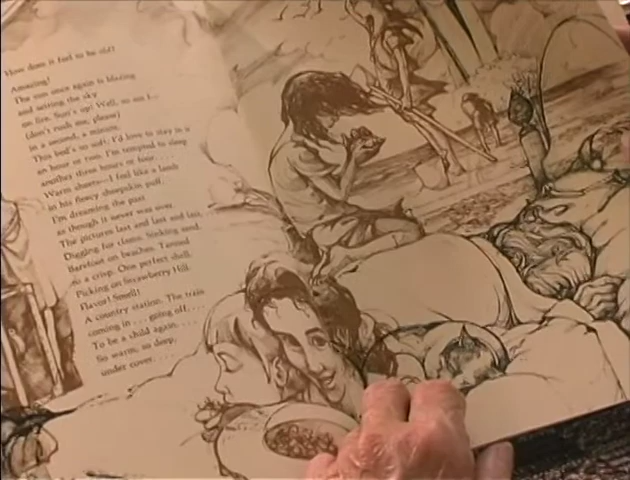 How does it feel to be old?
Amazing!
The sun once again is blazing
and setting the sky
on fire. Sun's up! Well, so am I...
(don't rush me, please)
in a second, a minute.
This bed's so soft; I'd love to stay in it
an hour or two. I'm tempted to sleep
another three hours or four....
Warm sheets—I feel like a lamb
in his fancy sheepskin puff.
I'm dreaming the past
as though it never was over.
The pictures last and last and last.
Digging for clams. Sinking sand.
Barefoot on beaches. Tanned
to a crisp. One perfect shell.
Picking on Strawberry Hill.
Flavor! Smell!
A country station. The train
coming in... going off....
To be a child again....
So warm, so deep,
under cover....